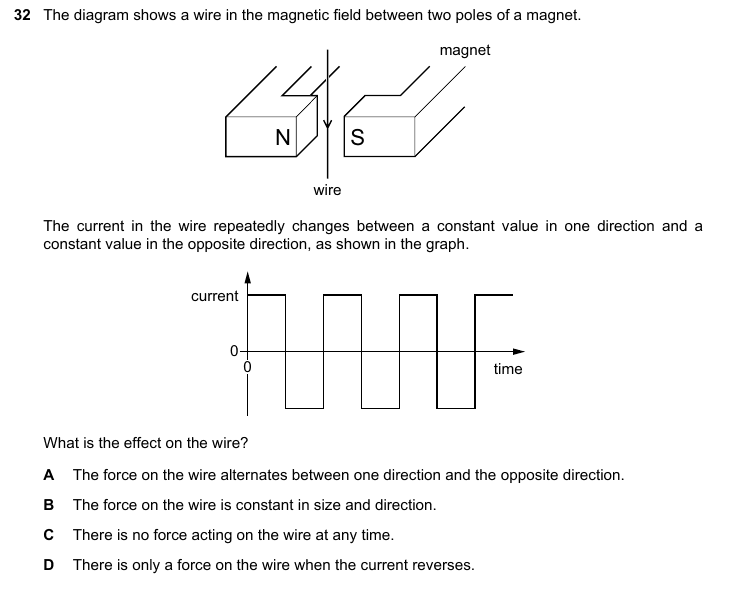 32 The diagram shows a wire in the magnetic field between two poles of a magnet.
magnet
N
S
wire
The current in the wire repeatedly changes between a constant value in one direction and a
constant value in the opposite direction, as shown in the graph.
current
0
0
time
What is the effect on the wire?
A The force on the wire alternates between one direction and the opposite direction.
B The force on the wire is constant in size and direction.
C There is no force acting on the wire at any time.
D There is only a force on the wire when the current reverses.